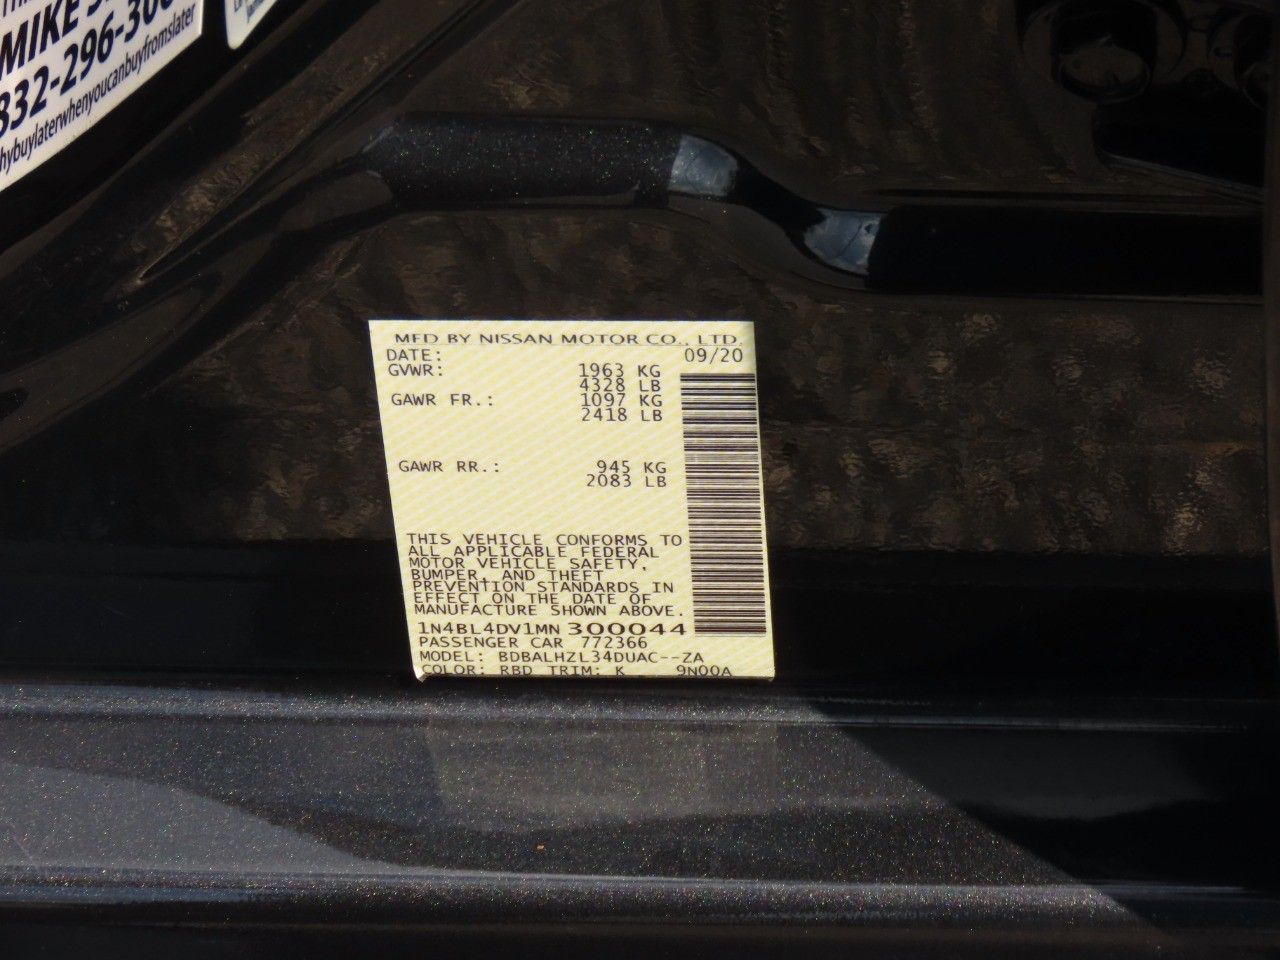 MIKE
832-296-
hybuylaterwhenyoucanbuyfromslater
MFD BY NISSAN MOTOR CO., LTD.
DATE: 09/20
GVWR: 1963 KG
4328 LB
GAWR FR.: 1097 KG
2418 LB
GAWR RR.: 945 KG
2083 LB
THIS VEHICLE CONFORMS TO
ALL APPLICABLE FEDERAL
MOTOR VEHICLE SAFETY,
BUMPER, AND THEFT
PREVENTION STANDARDS IN
EFFECT ON THE DATE OF
MANUFACTURE SHOWN ABOVE.
1N4BL4DV1MN 300044
PASSENGER CAR 772366
MODEL: BDBALHZL34DUAC--ZA
COLOR: RBD TRIM: K 9N00A